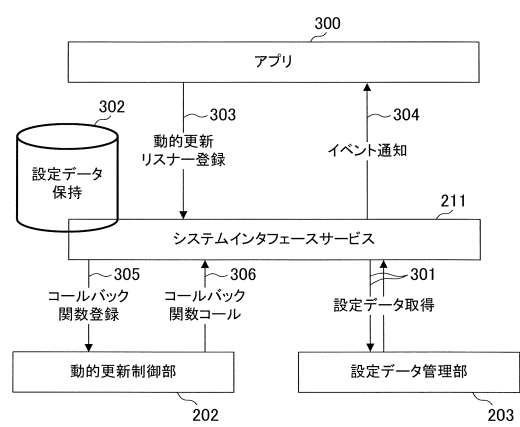 300
アプリ
302
303
304
動的更新
リスナー登録
イベント通知
設定データ
保持
211
システムインタフェースサービス
305
306
301
コールバック
関数登録
コールバック
関数コール
設定データ取得
動的更新制御部
設定データ管理部
202
203